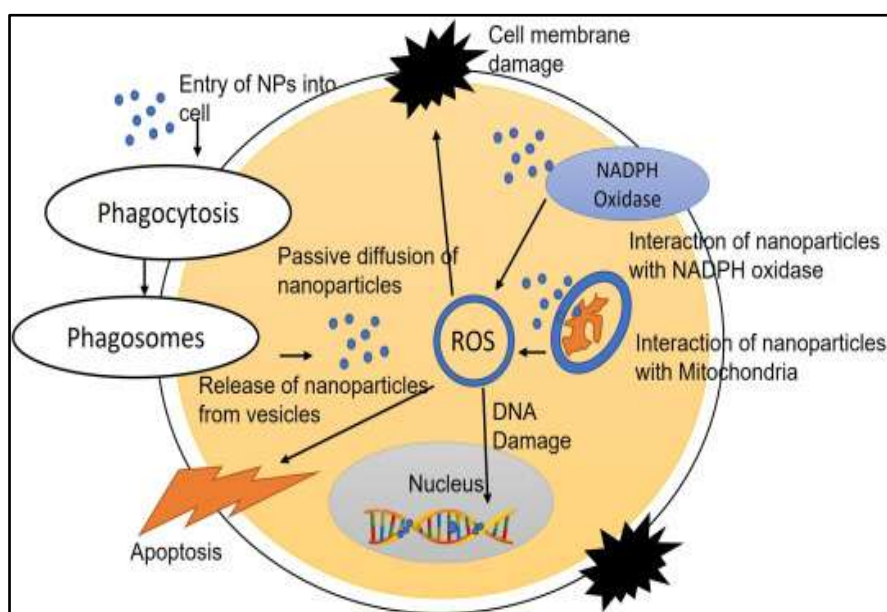 Cell membrane
damage
Entry of NPs into
cell
Phagocytosis
NADPH
Oxidase
Passive diffusion of
nanoparticles
Interaction of nanoparticles
with NADPH oxidase
Phagosomes
ROS
Interaction of nanoparticles
with Mitochondria
Release of nanoparticles
from vesicles
DNA
Damage
Nucleus
Apoptosis